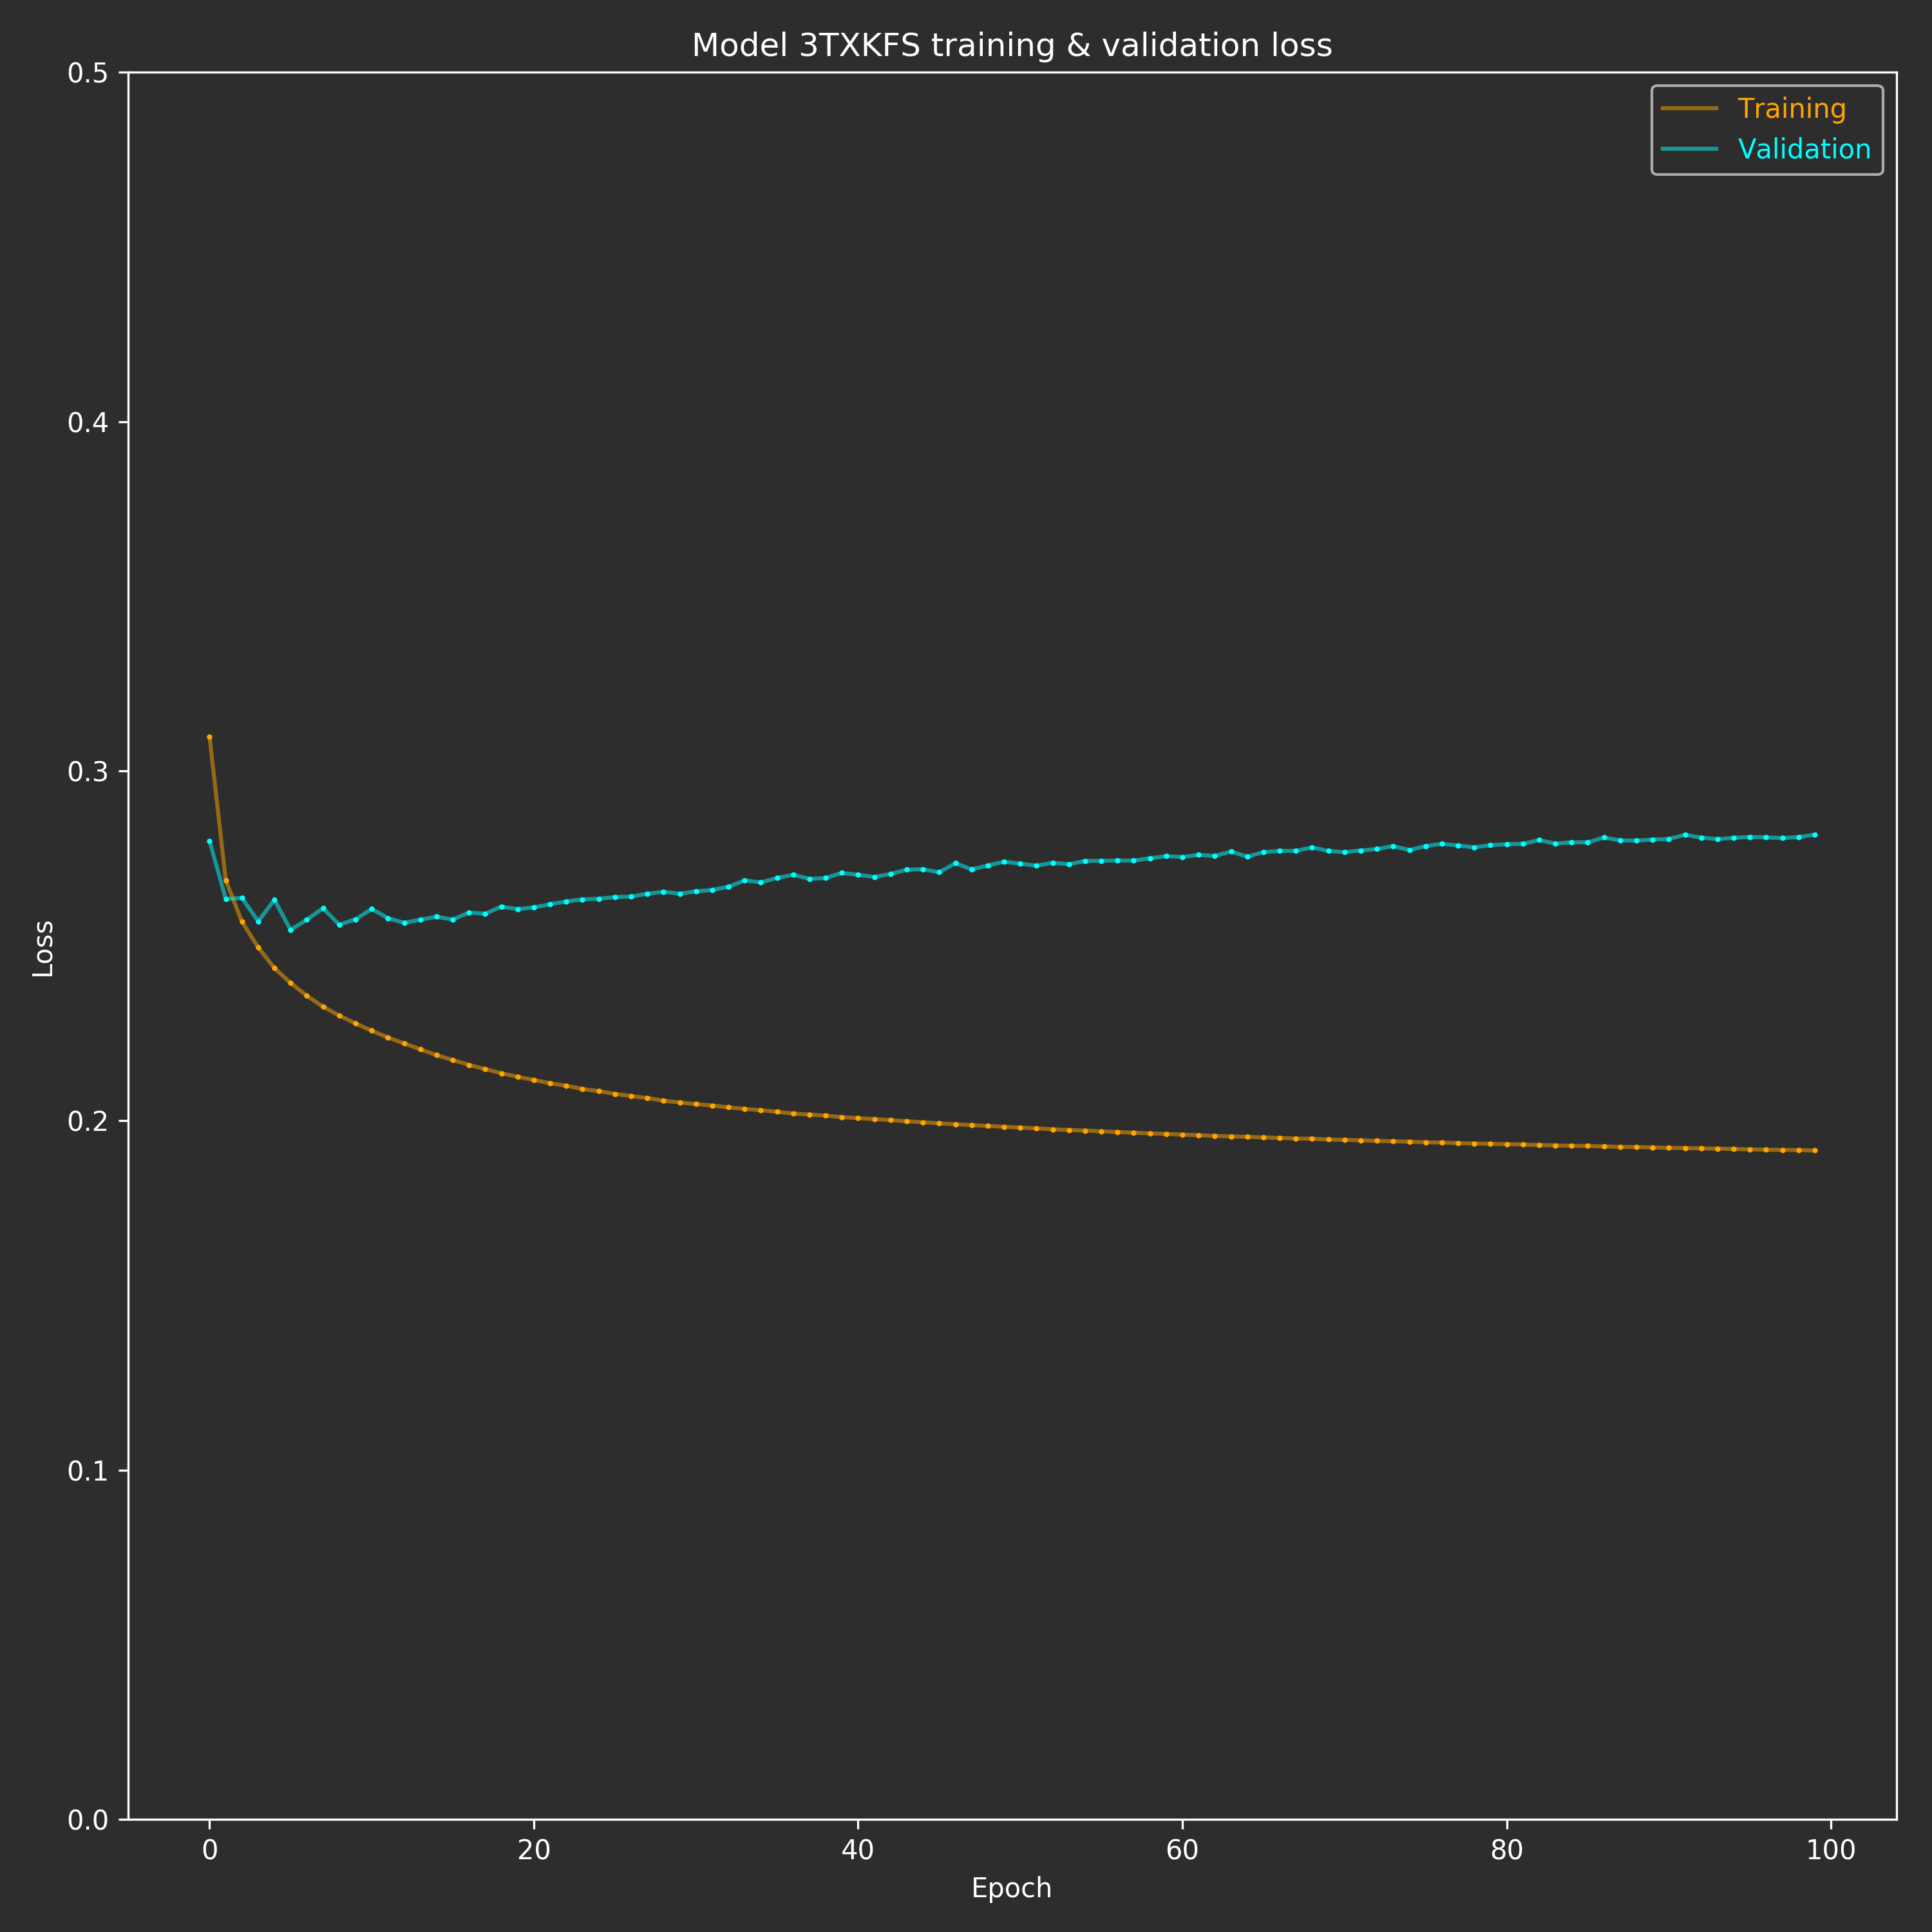 Model 3TXKFS training & validation loss
0.5
0.4
0.3
0.2
0.1
0.0
Loss
Training
Validation
0 20 40 60 80 100
Epoch